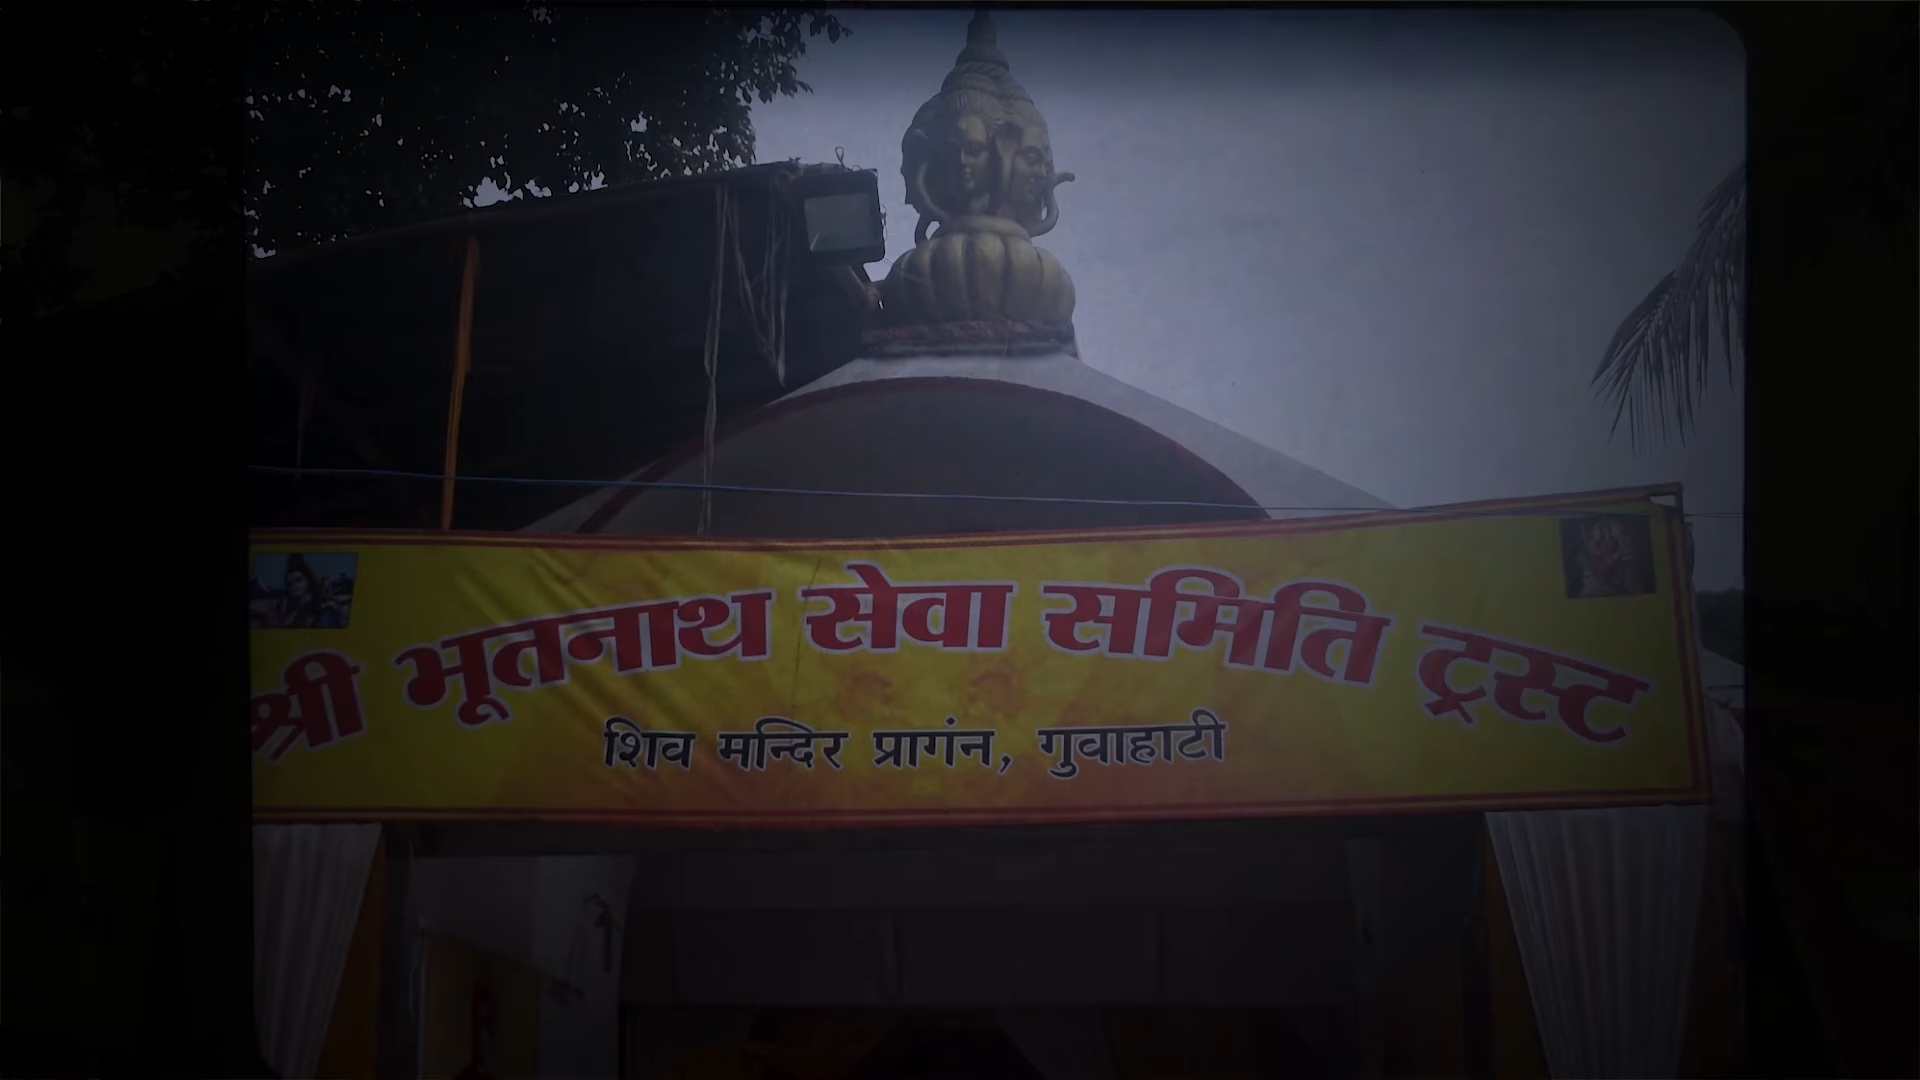 श्री भूतनाथ सेवा समिति ट्रस्ट
शिव मन्दिर प्रागंन, गुवाहाटी